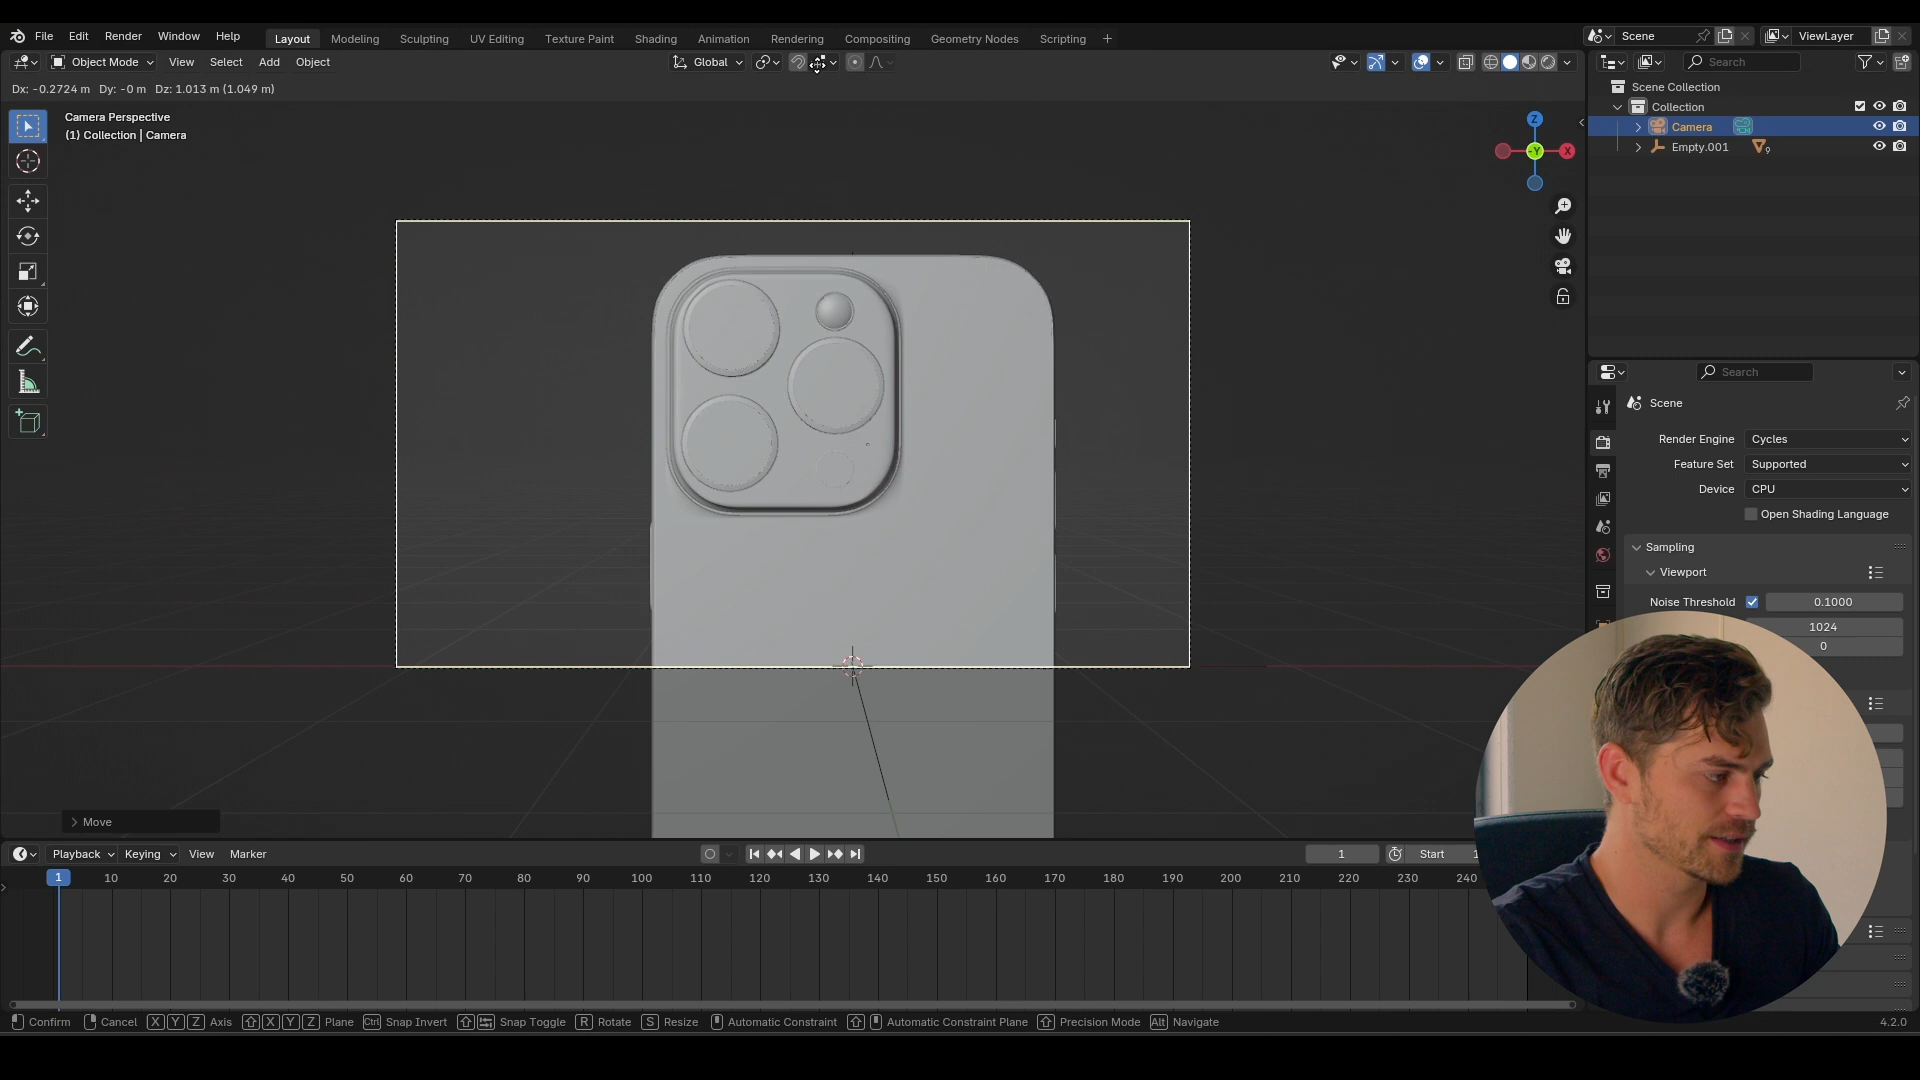 File Edit Render Window Help Layout Modeling Sculpting UV Editing Texture Paint Shading Animation Rendering Compositing Geometry Nodes Scripting + Scene ViewLayer
Object Mode View Select Add Object Global Search
Dx: -0.2724 m Dy: -0 m Dz: 1.013 m (1.049 m)
Scene Collection
Collection
Camera
Empty.001
Camera Perspective
(1) Collection | Camera
Z
-Y
X
Search
Scene
Render Engine Cycles
Feature Set Supported
Device CPU
Open Shading Language
Sampling
Viewport
Noise Threshold 0.1000
1024
0
Move
Playback Keying View Marker 1 Start
1 10 20 30 40 50 60 70 80 90 100 110 120 130 140 150 160 170 180 190 200 210 220 230 240
Confirm Cancel X Y Z Axis X Y Z Plane Ctrl Snap Invert Snap Toggle R Rotate S Resize Automatic Constraint Automatic Constraint Plane Precision Mode Alt Navigate 4.2.0